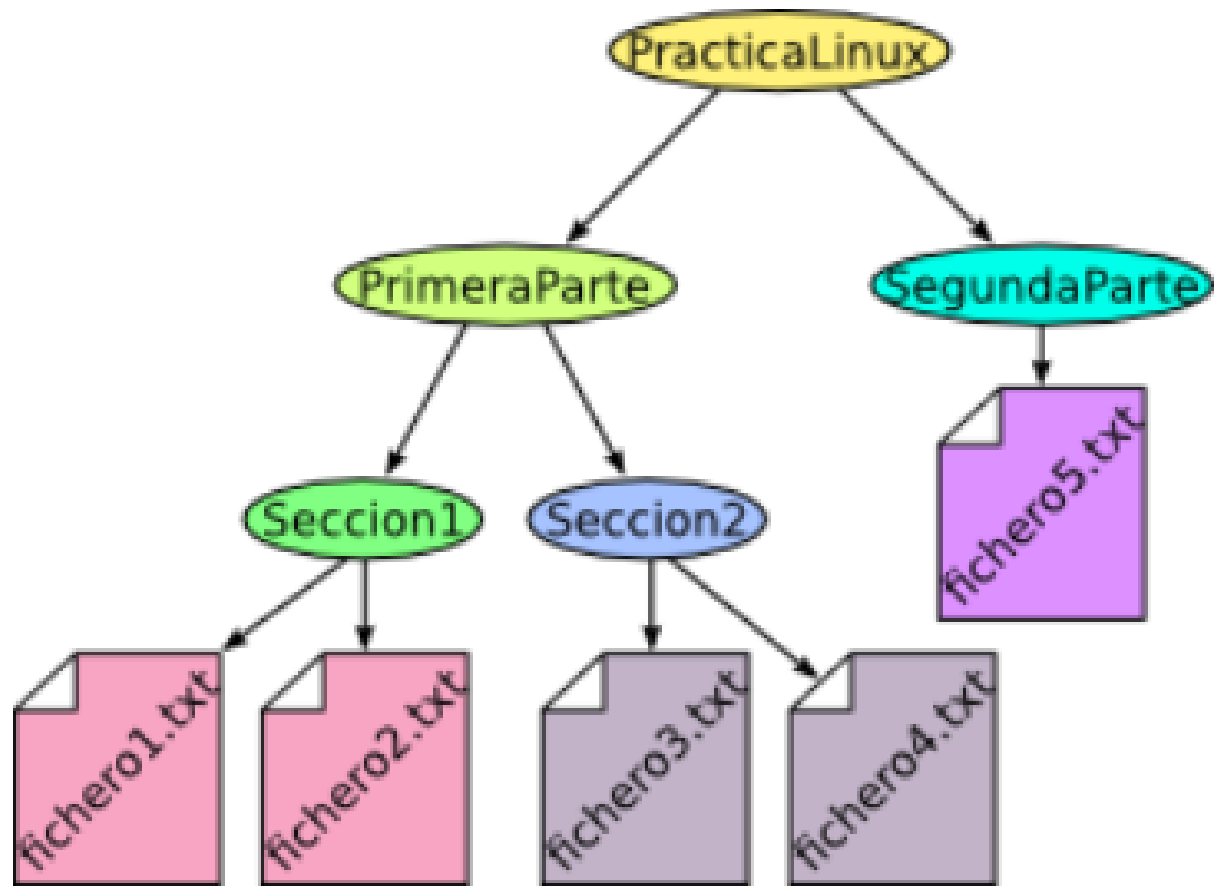 PracticaLinux
PrimeraParte
SegundaParte
Seccion1
Seccion2
fichero5.txt
fichero1.txt
fichero2.txt
fichero3.txt
fichero4.txt